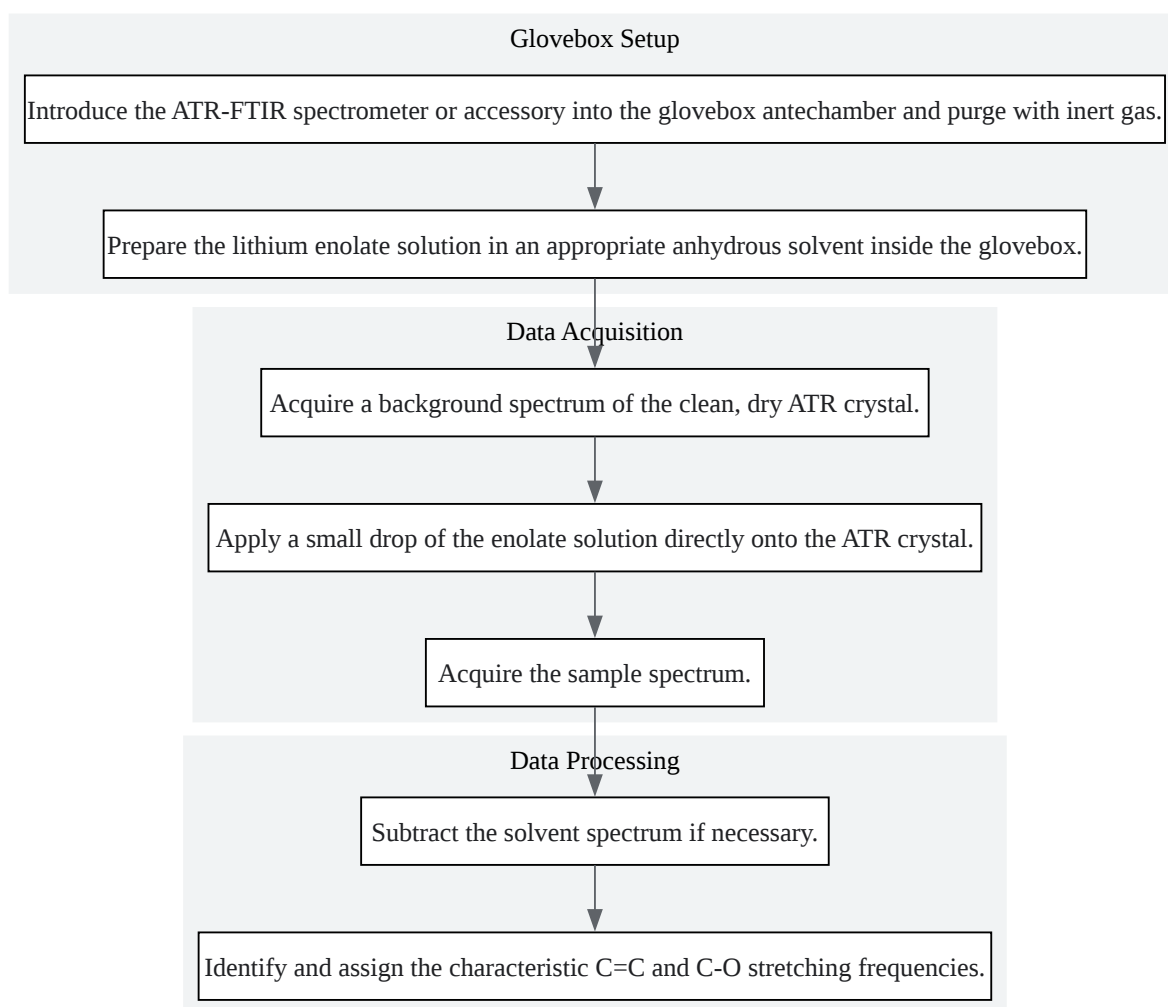 Glovebox Setup
Introduce the ATR-FTIR spectrometer or accessory into the glovebox antechamber and purge with inert gas.
Prepare the lithium enolate solution in an appropriate anhydrous solvent inside the glovebox.
Data Acquisition
Acquire a background spectrum of the clean, dry ATR crystal.
Apply a small drop of the enolate solution directly onto the ATR crystal.
Acquire the sample spectrum.
Data Processing
Subtract the solvent spectrum if necessary.
Identify and assign the characteristic C=C and C-O stretching frequencies.